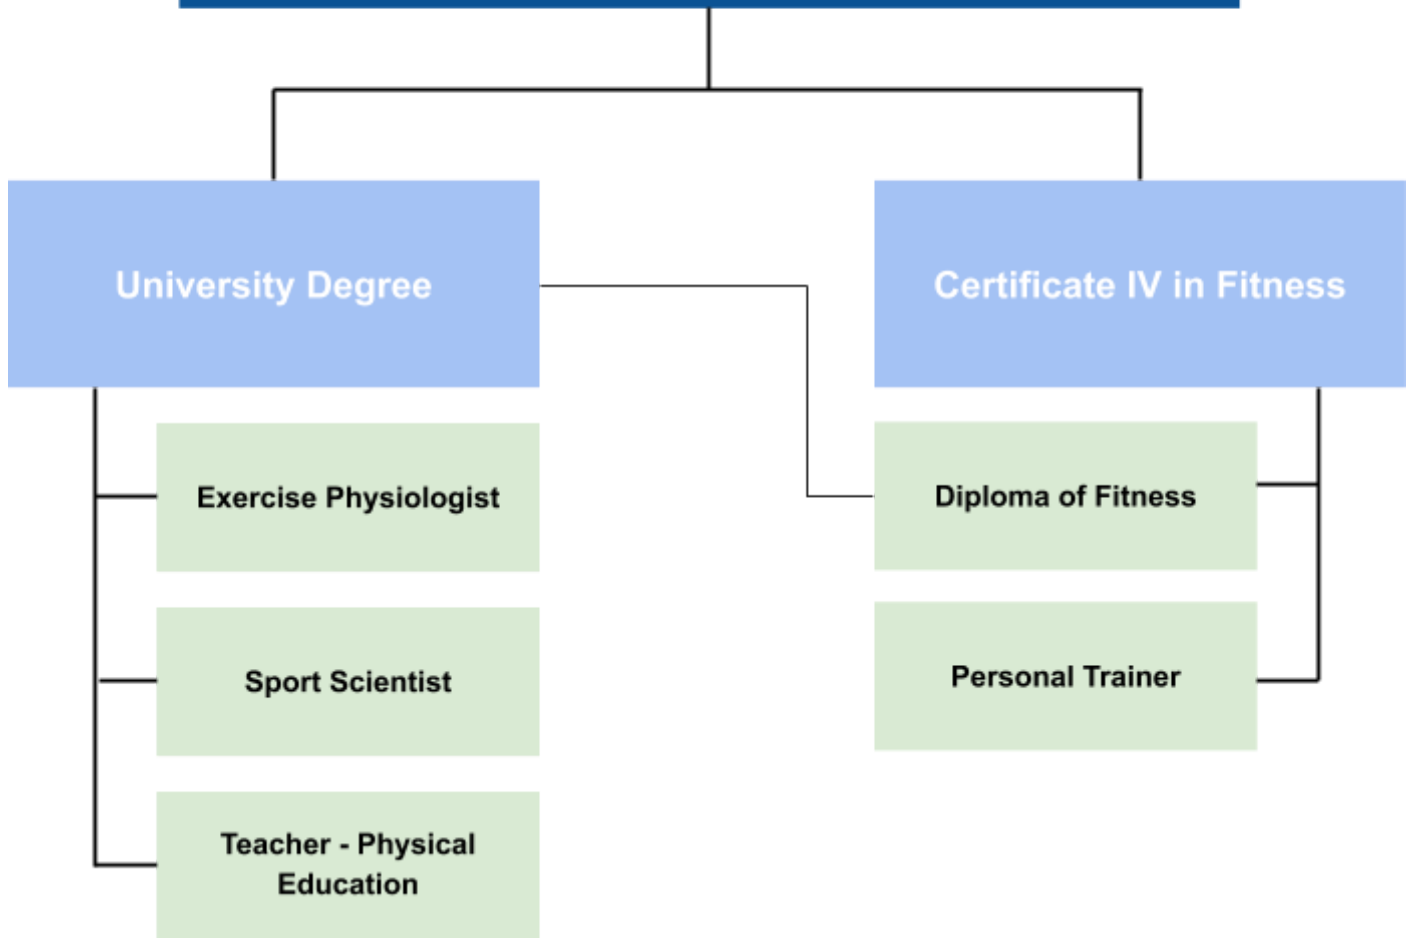 University Degree
Certificate IV in Fitness
Exercise Physiologist
Diploma of Fitness
Sport Scientist
Personal Trainer
Teacher - Physical
Education